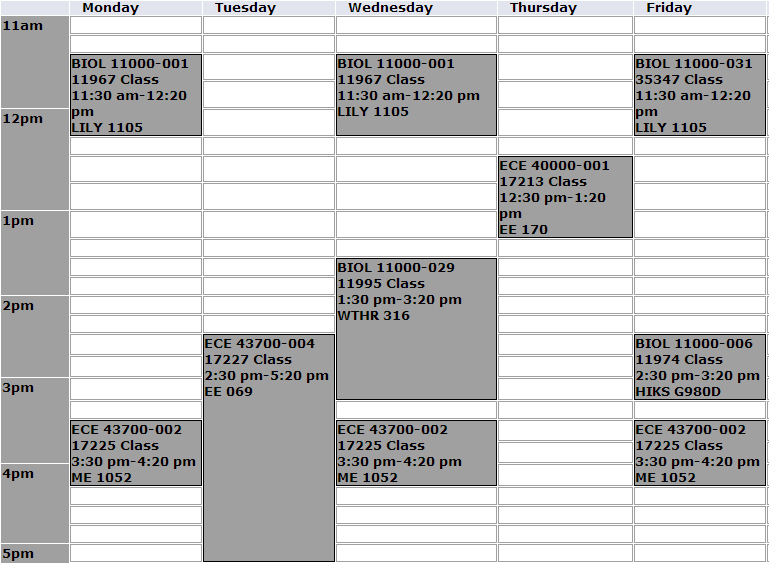 Monday Tuesday Wednesday Thursday Friday
11am
BIOL 11000-001
11967 Class
11:30 am-12:20
pm
LILY 1105
BIOL 11000-001
11967 Class
11:30 am-12:20 pm
LILY 1105
BIOL 11000-031
35347 Class
11:30 am-12:20
pm
LILY 1105
12pm
ECE 40000-001
17213 Class
12:30 pm-1:20
pm
EE 170
1pm
BIOL 11000-029
11995 Class
1:30 pm-3:20 pm
WTHR 316
2pm
ECE 43700-004
17227 Class
2:30 pm-5:20 pm
EE 069
BIOL 11000-006
11974 Class
2:30 pm-3:20 pm
HIKS G980D
3pm
ECE 43700-002
17225 Class
3:30 pm-4:20 pm
ME 1052
ECE 43700-002
17225 Class
3:30 pm-4:20 pm
ME 1052
ECE 43700-002
17225 Class
3:30 pm-4:20 pm
ME 1052
4pm
5pm